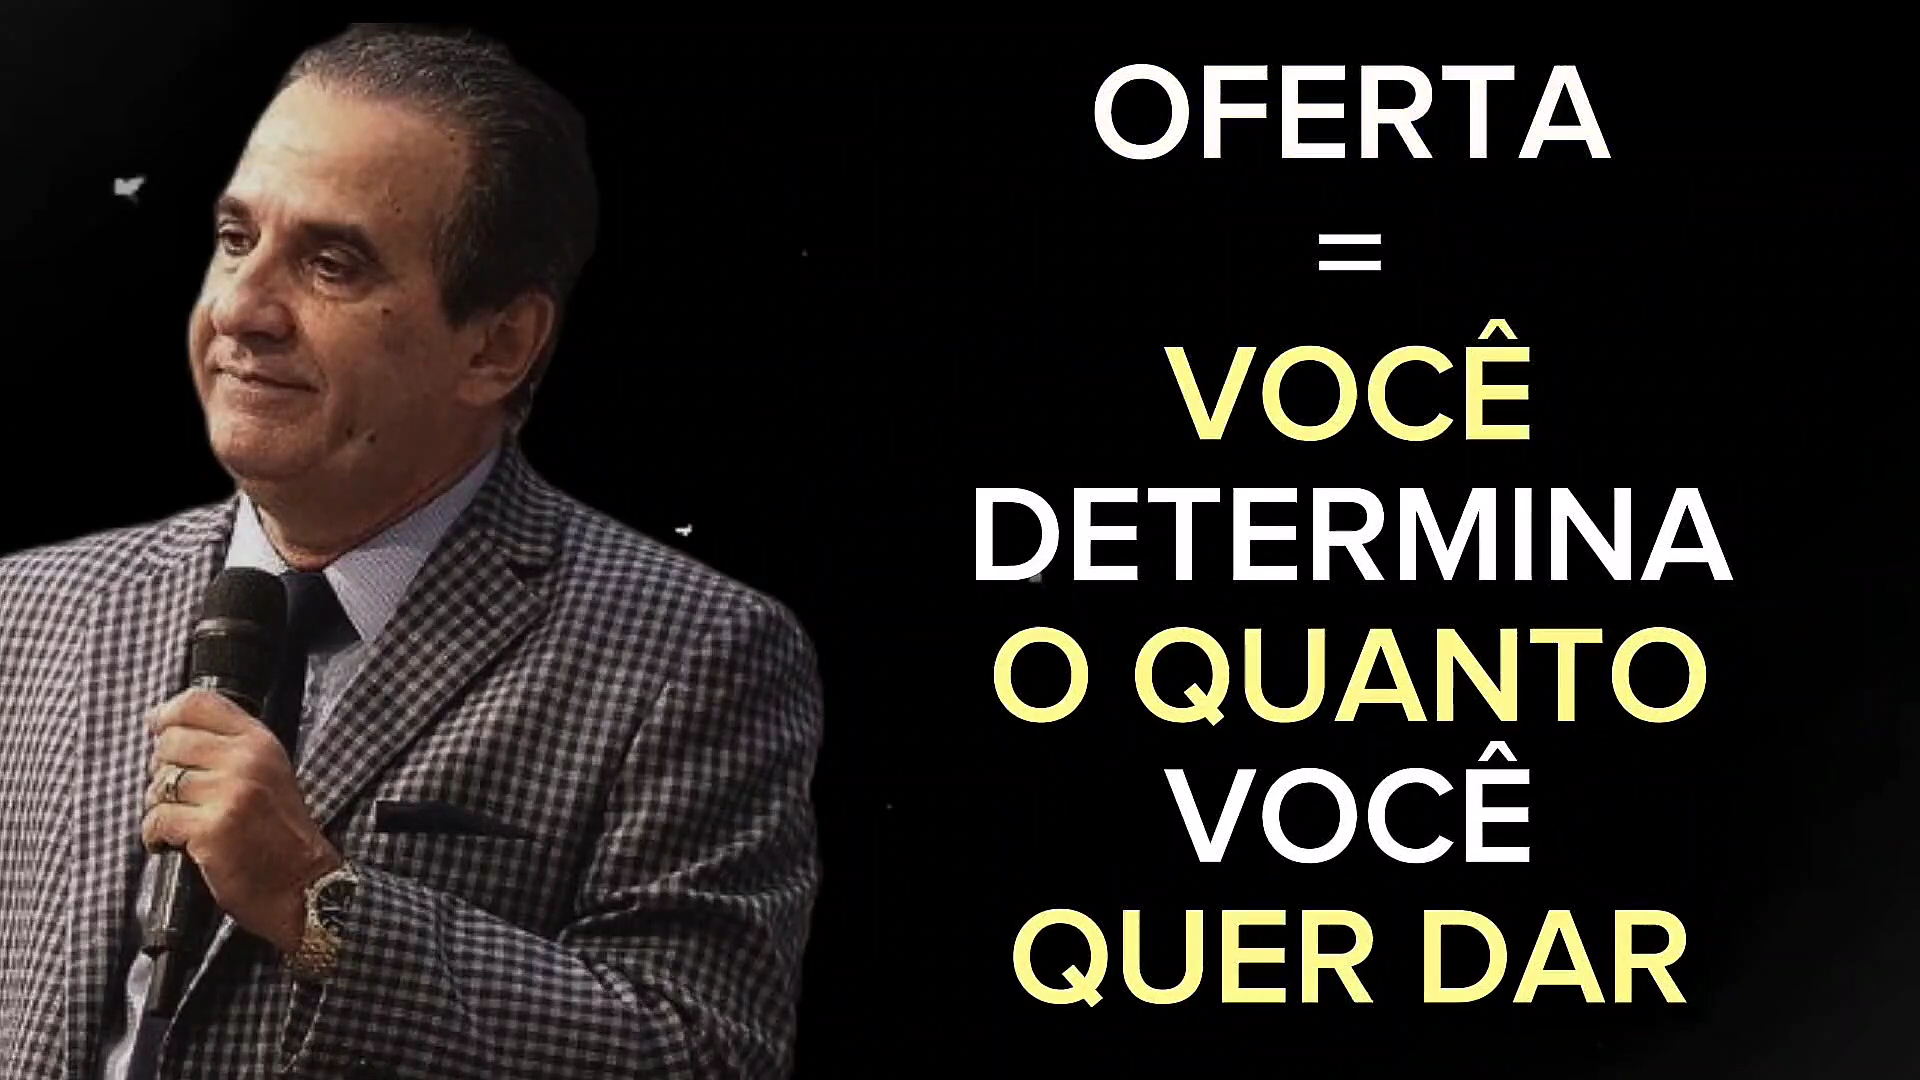 OFERTA
=
VOCÊ
DETERMINA
O QUANTO
VOCÊ
QUER DAR